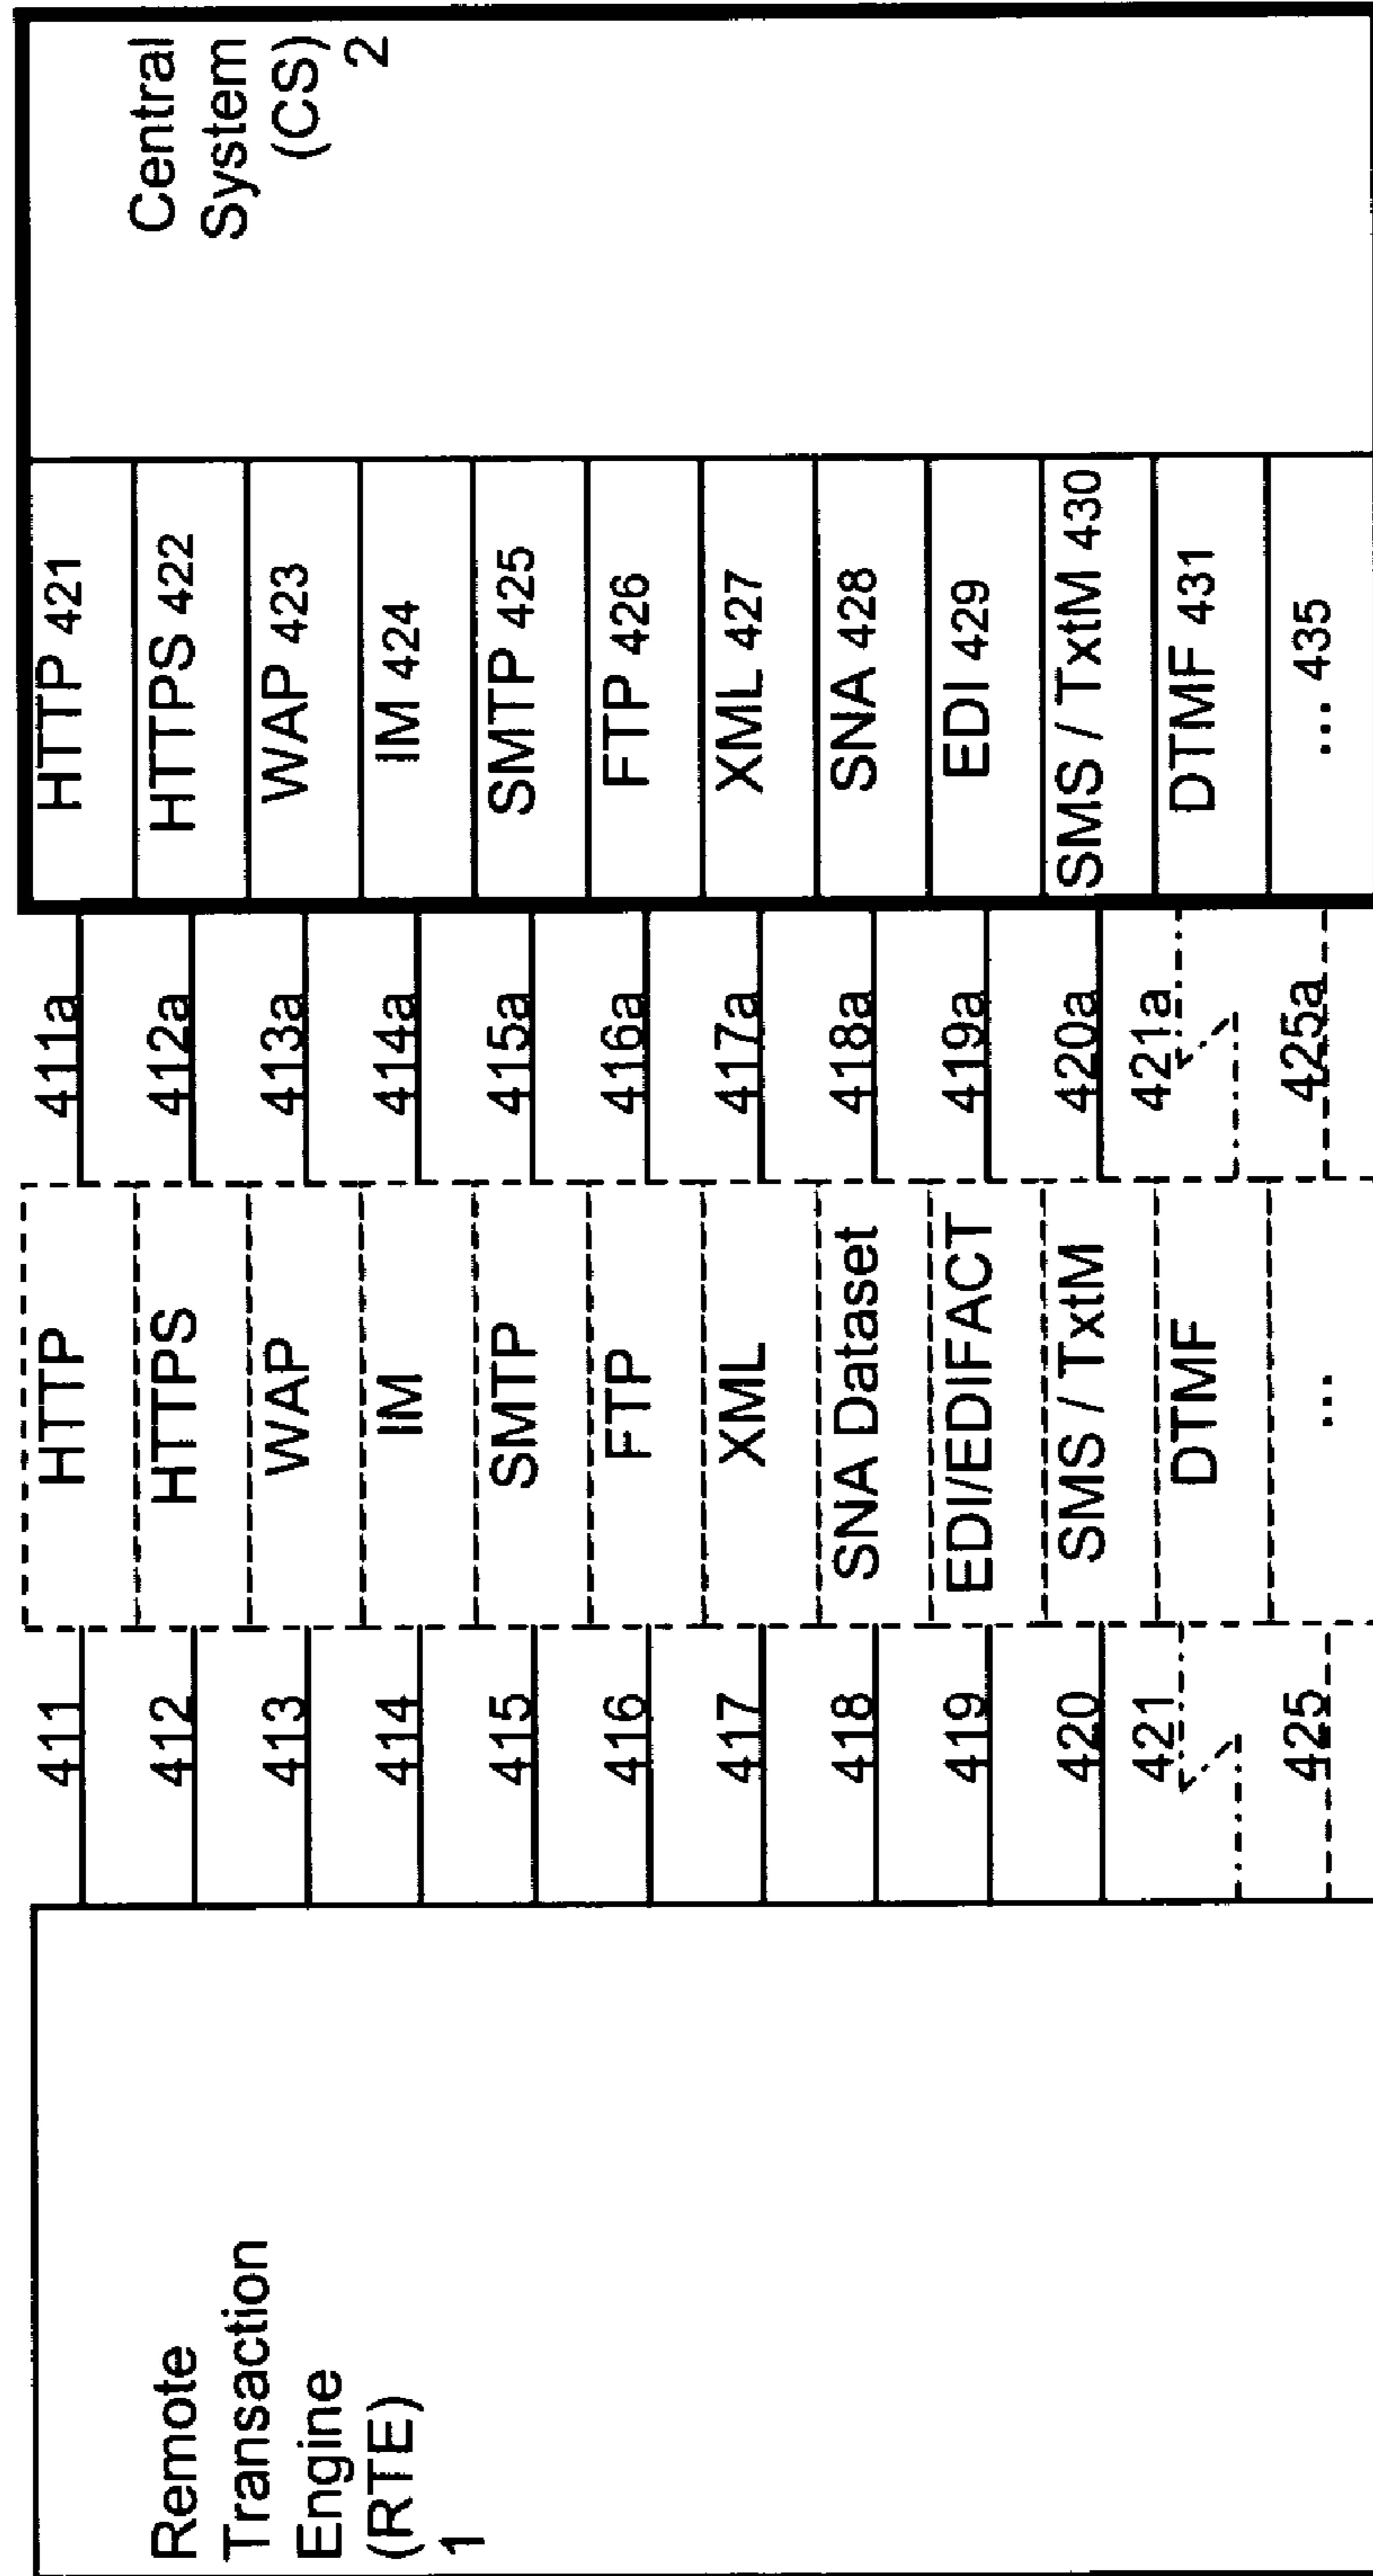 Remote
Transaction
Engine
(RTE)
1
411
412
413
414
415
416
417
418
419
420
421
425
HTTP
HTTPS
WAP
IM
SMTP
FTP
XML
SNA Dataset
EDI/EDIFACT
SMS / TxtM
DTMF
...
411a
412a
413a
414a
415a
416a
417a
418a
419a
420a
421a
425a
HTTP 421
HTTPS 422
WAP 423
IM 424
SMTP 425
FTP 426
XML 427
SNA 428
EDI 429
SMS / TxtM 430
DTMF 431
... 435
Central
System
(CS)
2